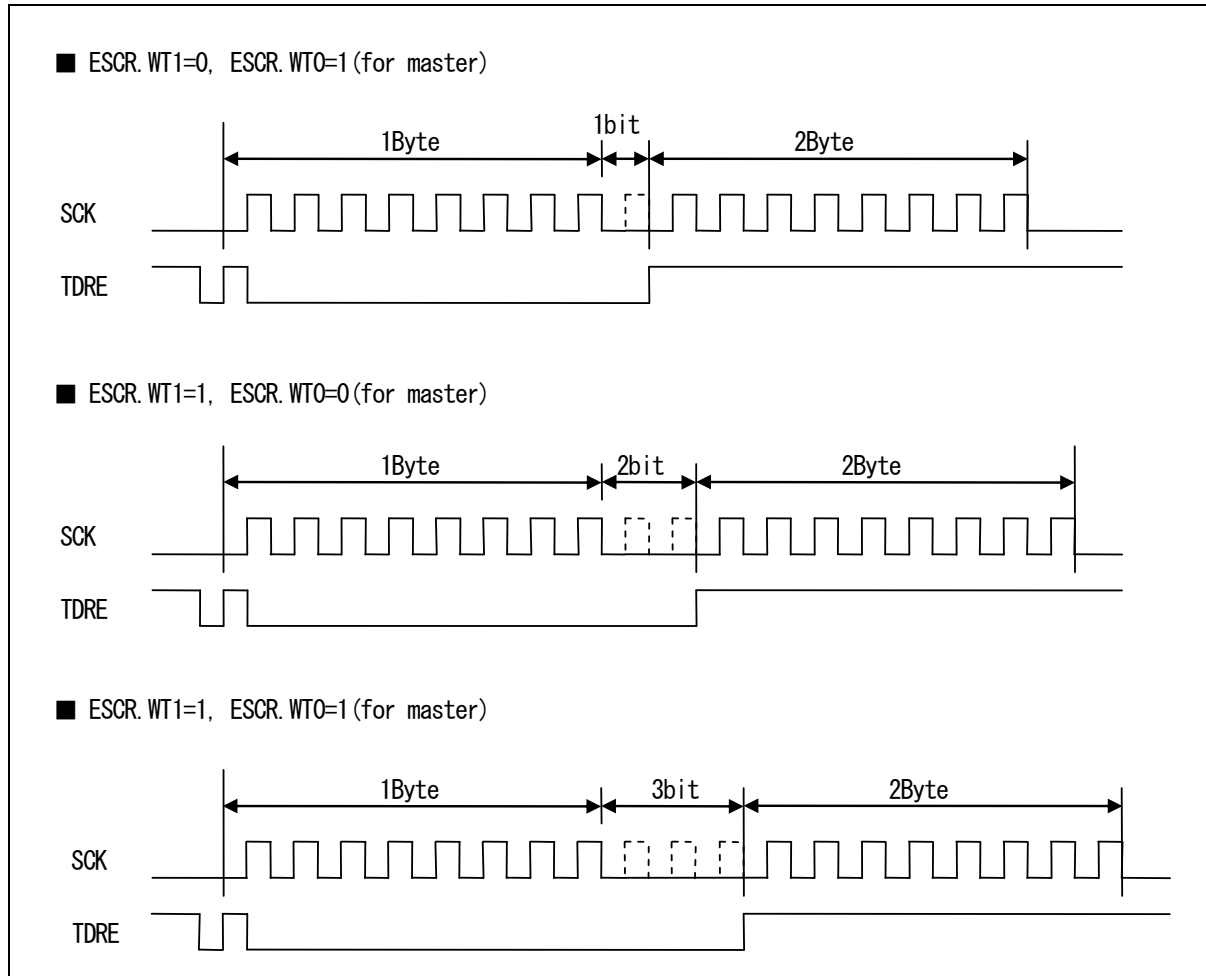 ■ ESCR.WT1=0, ESCR.WT0=1(for master)
1Byte 1bit 2Byte
SCK
TDRE
■ ESCR.WT1=1, ESCR.WT0=0(for master)
1Byte 2bit 2Byte
SCK
TDRE
■ ESCR.WT1=1, ESCR.WT0=1(for master)
1Byte 3bit 2Byte
SCK
TDRE